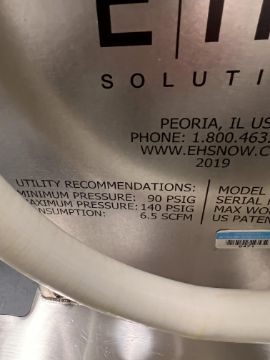 SOLUTI
PEORIA, IL US
PHONE: 1.800.463
WWW.EHSNOW.C
2019
UTILITY RECOMMENDATIONS:
MINIMUM PRESSURE: 90 PSIG
MAXIMUM PRESSURE: 140 PSIG
CONSUMPTION: 6.5 SCFM
MODEL
SERIAL
MAX WO
US PATEN